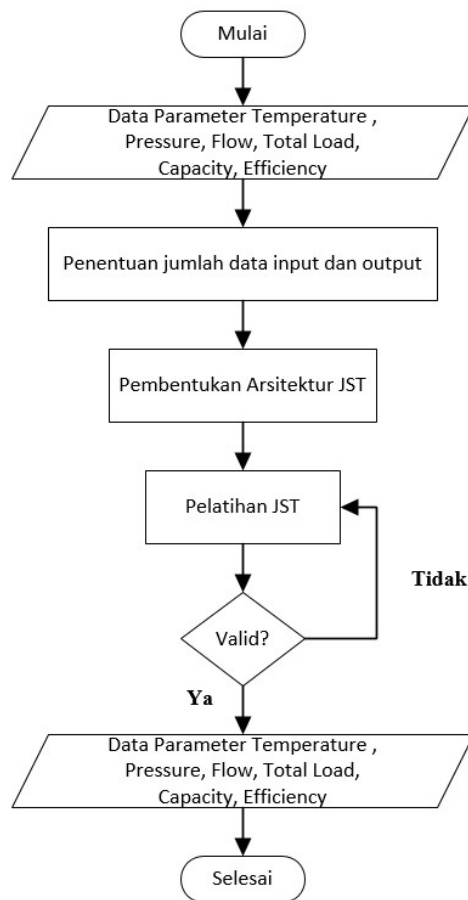 Mulai
Data Parameter Temperature ,
Pressure, Flow, Total Load,
Capacity, Efficiency
Penentuan jumlah data input dan output
Pembentukan Arsitektur JST
Pelatihan JST
Tidak
Valid?
Ya
Data Parameter Temperature ,
Pressure, Flow, Total Load,
Capacity, Efficiency
Selesai